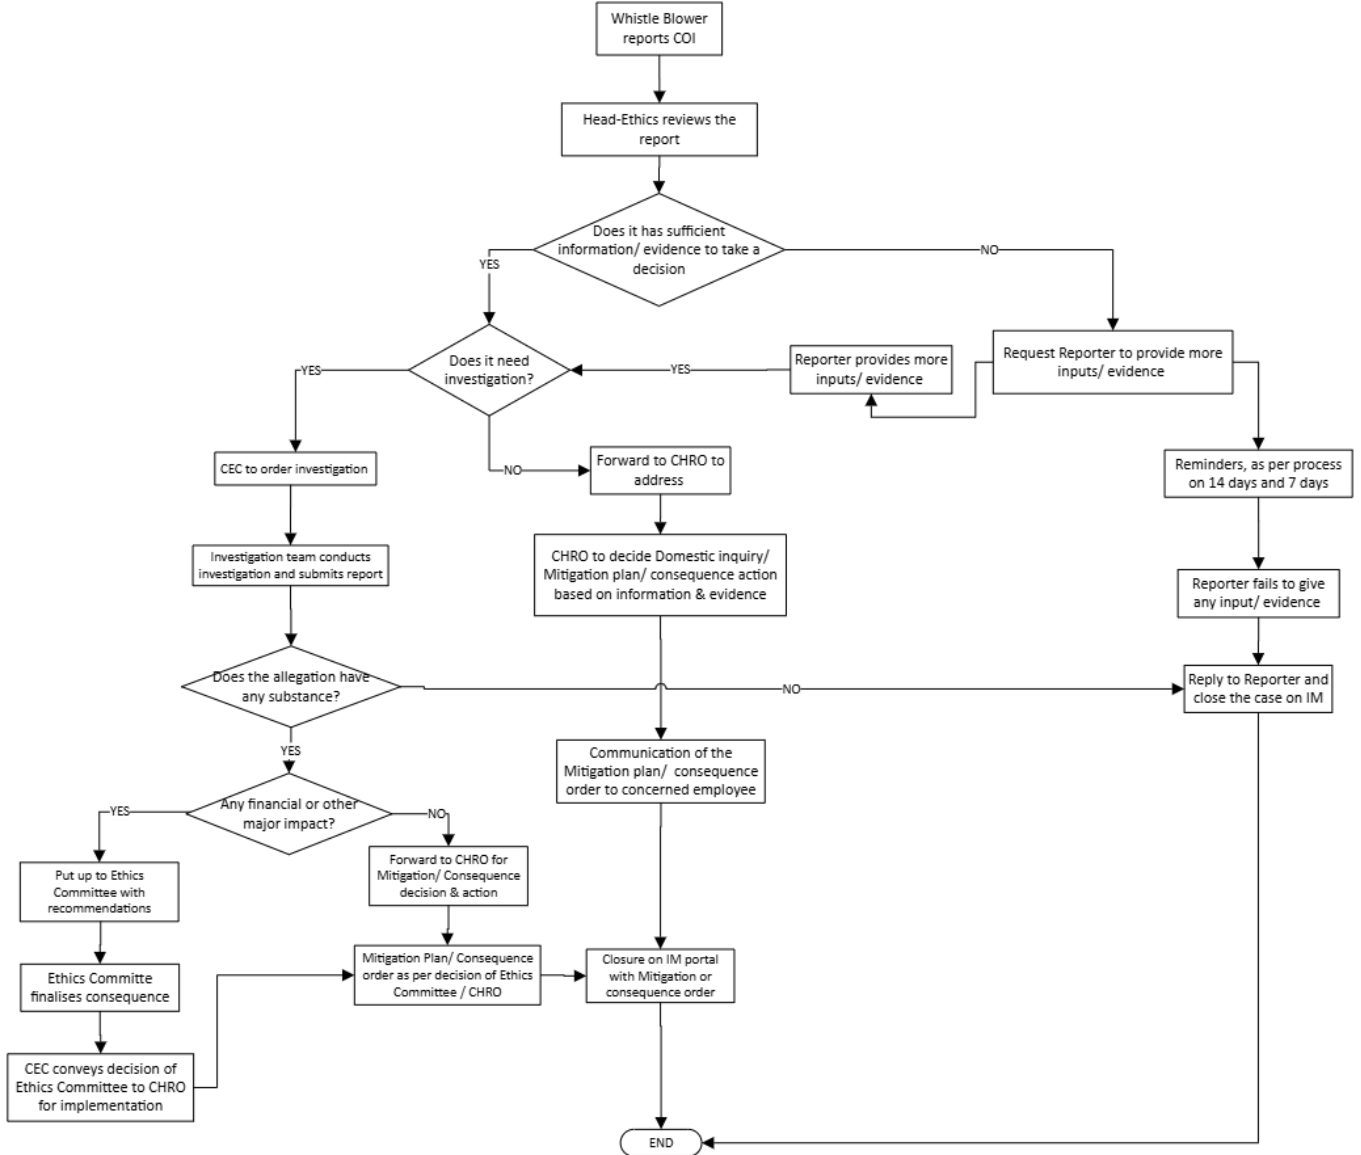 Whistle Blower
reports COI
Head-Ethics reviews the
report
Does it has sufficient
information/ evidence to take a
decision
YES
NO
Does it need
investigation?
YES
Reporter provides more
inputs/ evidence
YES
Request Reporter to provide more
inputs/ evidence
CEC to order investigation
NO
Forward to CHRO to
address
Reminders, as per process
on 14 days and 7 days
Investigation team conducts
investigation and submits report
CHRO to decide Domestic inquiry/
Mitigation plan/ consequence action
based on information & evidence
Reporter fails to give
any input/ evidence
Does the allegation have
any substance?
NO
Reply to Reporter and
close the case on IM
YES
Communication of the
Mitigation plan/ consequence
order to concerned employee
Any financial or other
major impact?
YES
NO
Put up to Ethics
Committee with
recommendations
Forward to CHRO for
Mitigation/ Consequence
decision & action
Ethics Committe
finalises consequence
Mitigation Plan/ Consequence
order as per decision of Ethics
Committee / CHRO
Closure on IM portal
with Mitigation or
consequence order
CEC conveys decision of
Ethics Committee to CHRO
for implementation
END